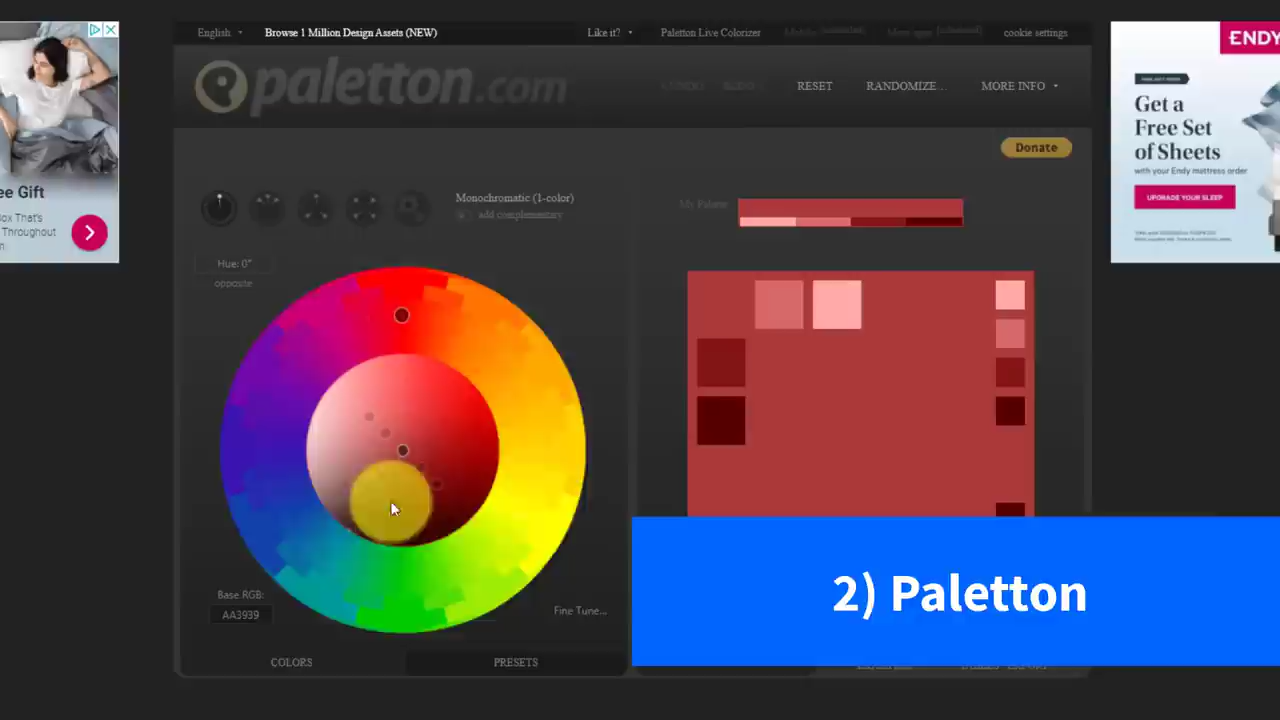 English
Browse 1 Million Design Assets (NEW)
Like it?
Paletton Live Colorizer
cookie settings
paletton.com
RESET
RANDOMIZE...
MORE INFO
Donate
ee Gift
Box That's
Throughout
ENDY
Get a
Free Set
of Sheets
with your Endy mattress order
UPGRADE YOUR SLEEP
Monochromatic (1-color)
add complementary
My Palette
Hue: 0°
opposite
Base RGB:
AA3939
Fine Tune...
COLORS
PRESETS
2) Paletton